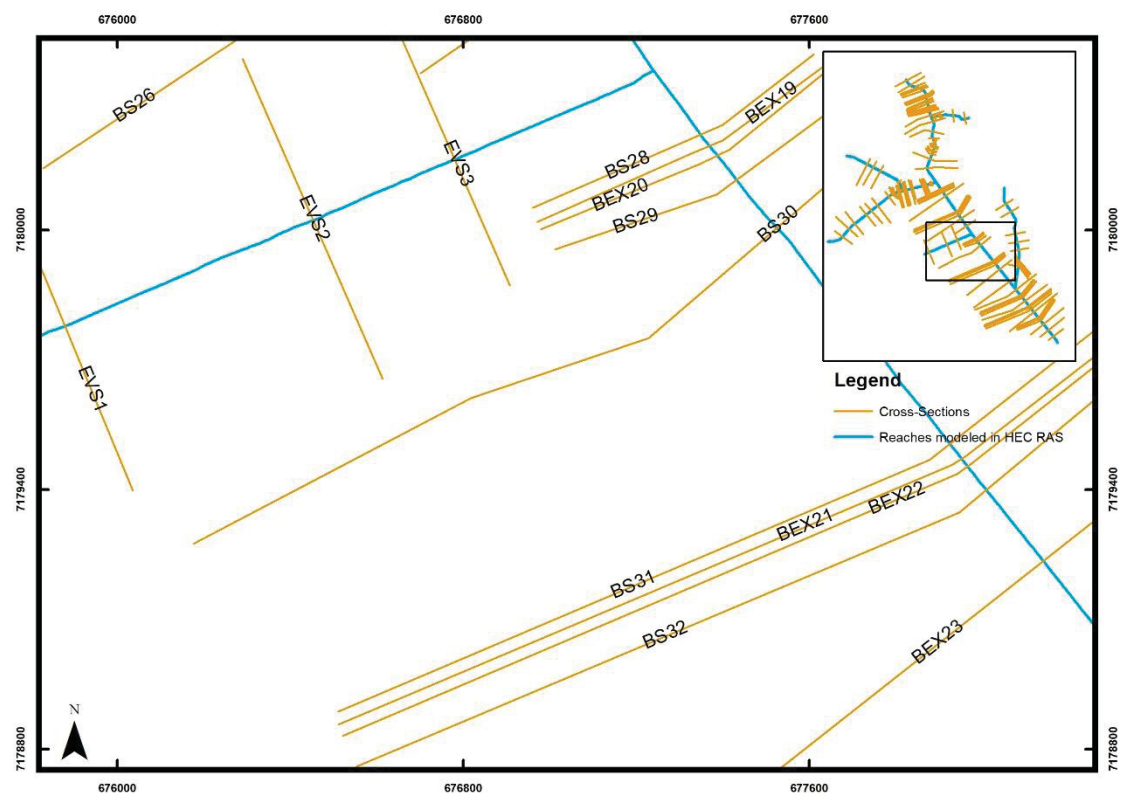 676000
676800
677600
BS26
BEX19
EVS3
BS28
BEX20
BS29
EVS2
BS30
7180000
7180000
EVS1
Legend
Cross-Sections
Reaches modeled in HEC RAS
7179400
7179400
BEX22
BEX21
BS31
BS32
BEX23
N
7178800
7178800
676000
676800
677600